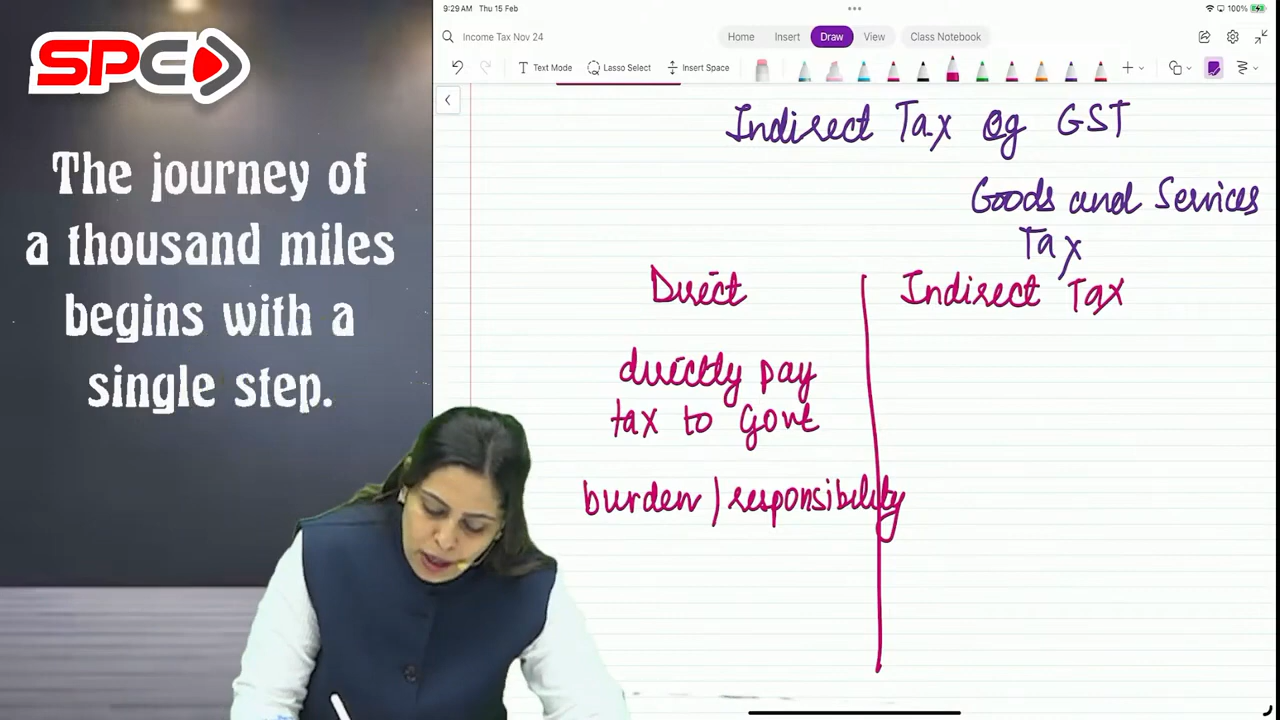 SPC
The journey of
a thousand miles
begins with a
single step.
9:29 AM Thu 15 Feb
100%
Income Tax Nov 24
Home Insert Draw View Class Notebook
Text Mode Lasso Select Insert Space
Indirect Tax eg GST
Goods and Services
Tax
Direct Indirect Tax
directly pay
tax to Govt
burden / responsibility